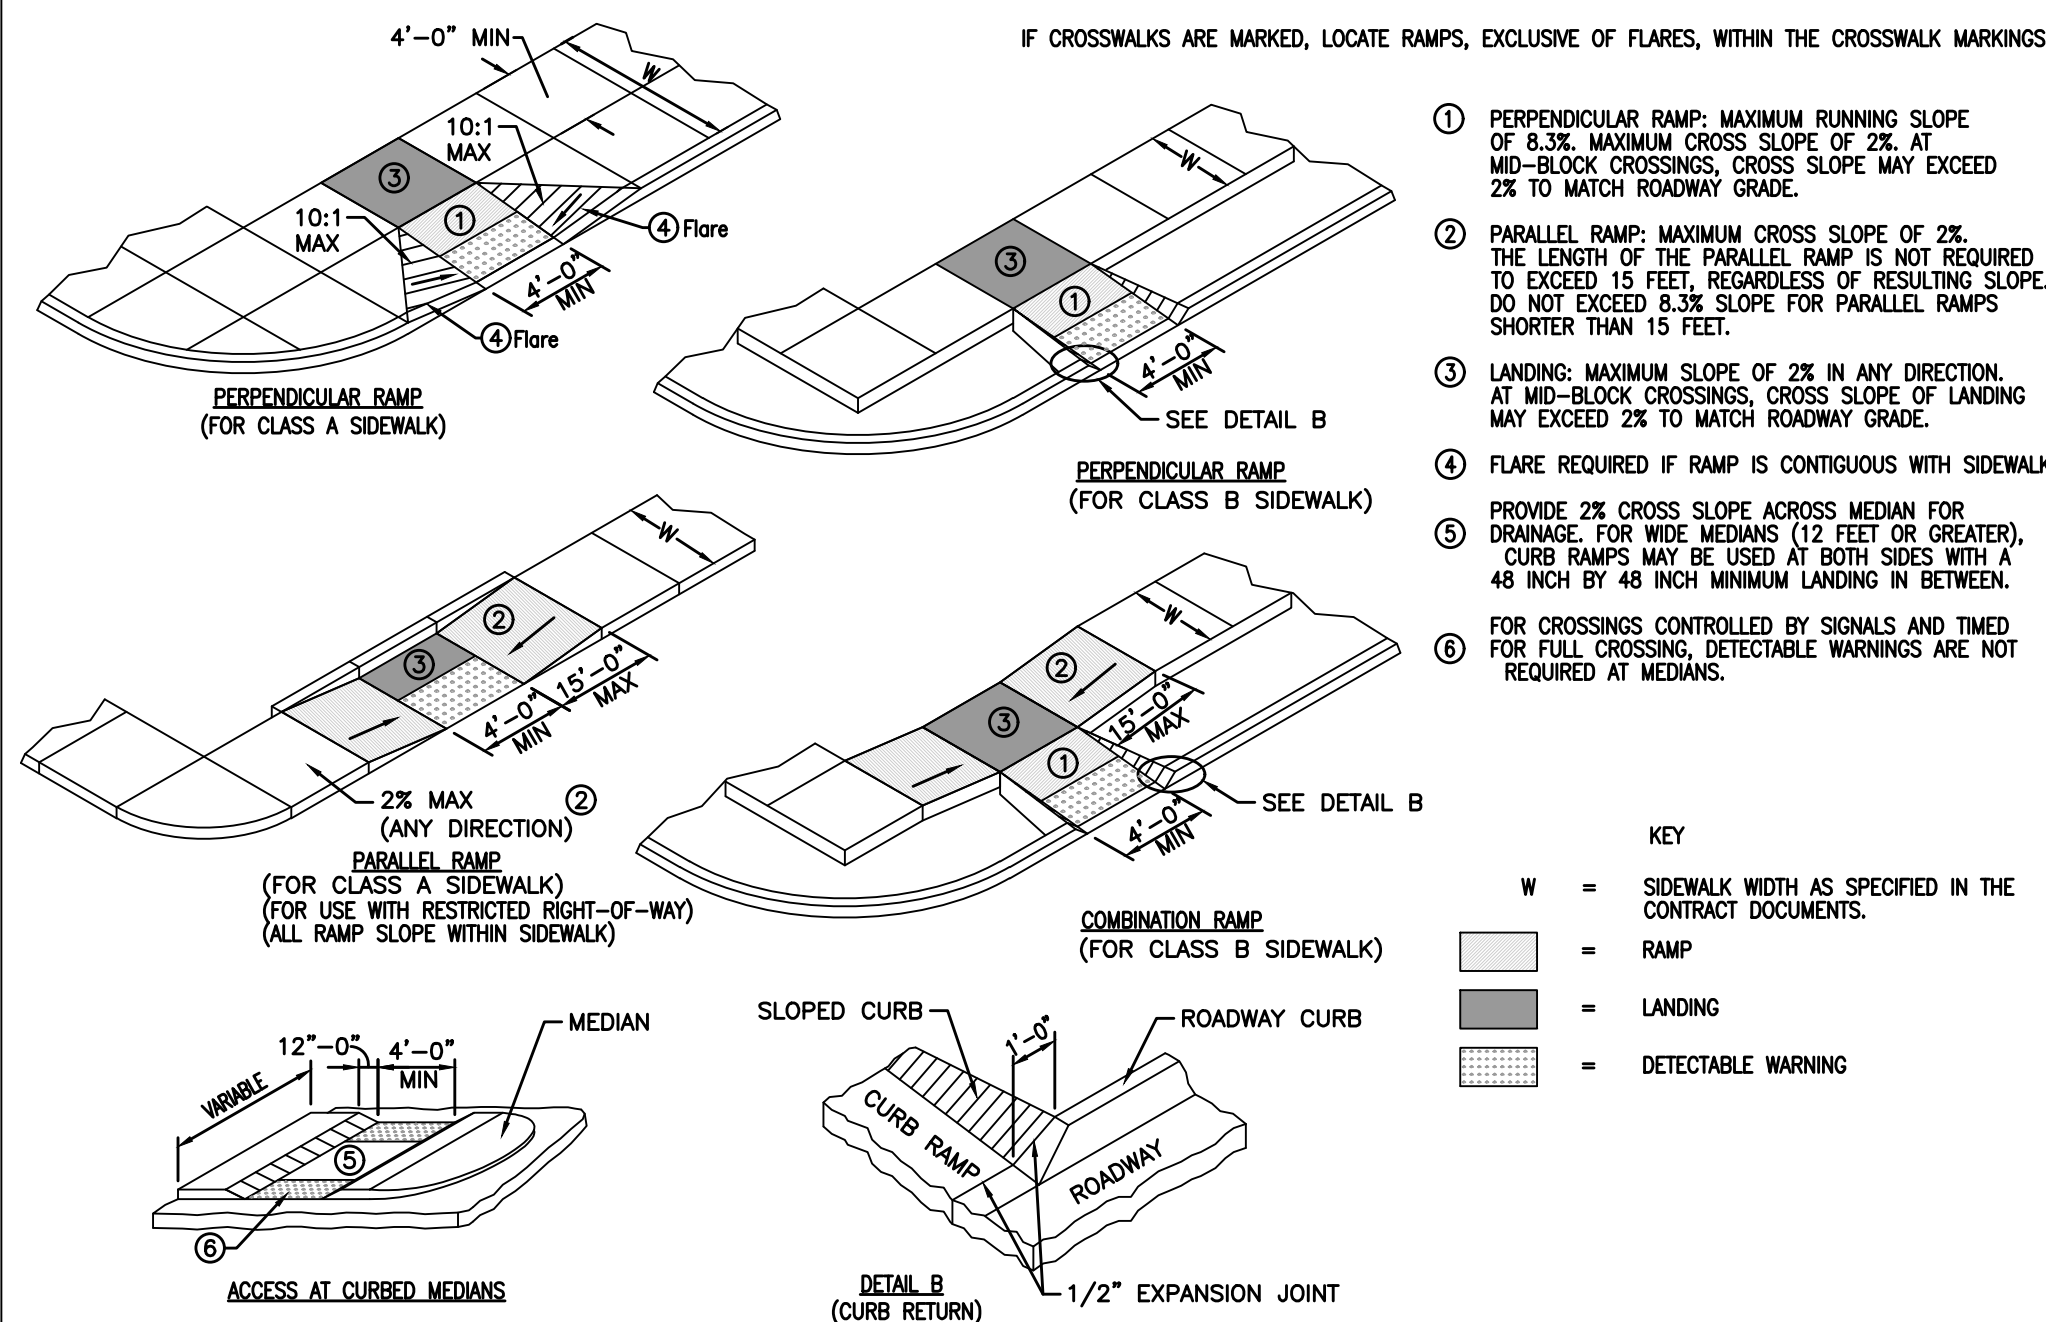 IF CROSSWALKS ARE MARKED, LOCATE RAMPS, EXCLUSIVE OF FLARES, WITHIN THE CROSSWALK MARKINGS
4'-0" MIN
W
10:1
MAX
3
10:1
MAX
1
4 Flare
4'-0"
MIN
4 Flare
PERPENDICULAR RAMP
(FOR CLASS A SIDEWALK)
W
3
1
4'-0"
MIN
SEE DETAIL B
PERPENDICULAR RAMP
(FOR CLASS B SIDEWALK)
1 PERPENDICULAR RAMP: MAXIMUM RUNNING SLOPE
OF 8.3%. MAXIMUM CROSS SLOPE OF 2%. AT
MID-BLOCK CROSSINGS, CROSS SLOPE MAY EXCEED
2% TO MATCH ROADWAY GRADE.
2 PARALLEL RAMP: MAXIMUM CROSS SLOPE OF 2%.
THE LENGTH OF THE PARALLEL RAMP IS NOT REQUIRED
TO EXCEED 15 FEET, REGARDLESS OF RESULTING SLOPE.
DO NOT EXCEED 8.3% SLOPE FOR PARALLEL RAMPS
SHORTER THAN 15 FEET.
3 LANDING: MAXIMUM SLOPE OF 2% IN ANY DIRECTION.
AT MID-BLOCK CROSSINGS, CROSS SLOPE OF LANDING
MAY EXCEED 2% TO MATCH ROADWAY GRADE.
4 FLARE REQUIRED IF RAMP IS CONTIGUOUS WITH SIDEWALK
PROVIDE 2% CROSS SLOPE ACROSS MEDIAN FOR
5 DRAINAGE. FOR WIDE MEDIANS (12 FEET OR GREATER),
CURB RAMPS MAY BE USED AT BOTH SIDES WITH A
48 INCH BY 48 INCH MINIMUM LANDING IN BETWEEN.
FOR CROSSINGS CONTROLLED BY SIGNALS AND TIMED
6 FOR FULL CROSSING, DETECTABLE WARNINGS ARE NOT
REQUIRED AT MEDIANS.
W
2
3
15'-0"
MAX
4'-0"
MIN
2% MAX 2
(ANY DIRECTION)
PARALLEL RAMP
(FOR CLASS A SIDEWALK)
(FOR USE WITH RESTRICTED RIGHT-OF-WAY)
(ALL RAMP SLOPE WITHIN SIDEWALK)
W
2
3
15'-0"
MAX
1
4'-0"
MIN
SEE DETAIL B
COMBINATION RAMP
(FOR CLASS B SIDEWALK)
KEY
W = SIDEWALK WIDTH AS SPECIFIED IN THE
CONTRACT DOCUMENTS.
= RAMP
= LANDING
= DETECTABLE WARNING
12"-0"
4'-0"
MIN
MEDIAN
VARIABLE
5
6
ACCESS AT CURBED MEDIANS
SLOPED CURB
1'-0"
ROADWAY CURB
CURB RAMP
ROADWAY
1/2" EXPANSION JOINT
DETAIL B
(CURB RETURN)